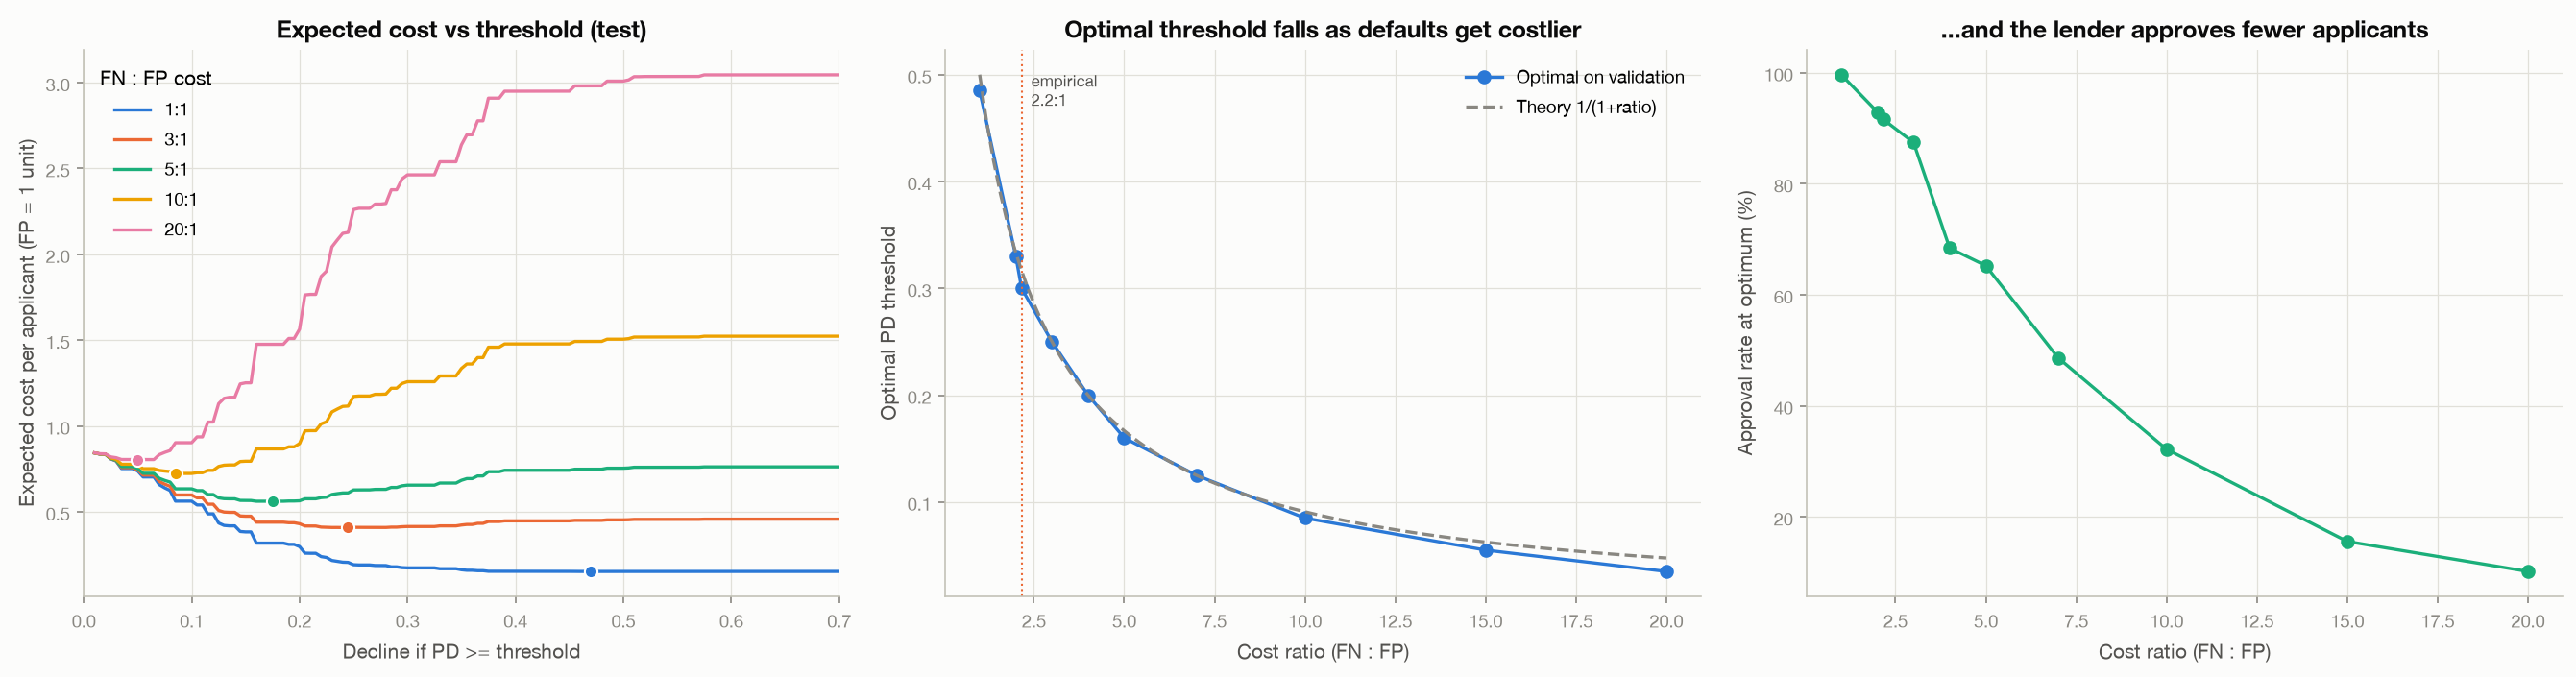 Expected cost vs threshold (test)
Expected cost per applicant (FP = 1 unit)
3.0
2.5
2.0
1.5
1.0
0.5
FN : FP cost
1:1
3:1
5:1
10:1
20:1
0.0 0.1 0.2 0.3 0.4 0.5 0.6 0.7
Decline if PD >= threshold
Optimal threshold falls as defaults get costlier
Optimal PD threshold
0.5
0.4
0.3
0.2
0.1
empirical
2.2:1
Optimal on validation
Theory 1/(1+ratio)
2.5 5.0 7.5 10.0 12.5 15.0 17.5 20.0
Cost ratio (FN : FP)
...and the lender approves fewer applicants
Approval rate at optimum (%)
100
80
60
40
20
2.5 5.0 7.5 10.0 12.5 15.0 17.5 20.0
Cost ratio (FN : FP)